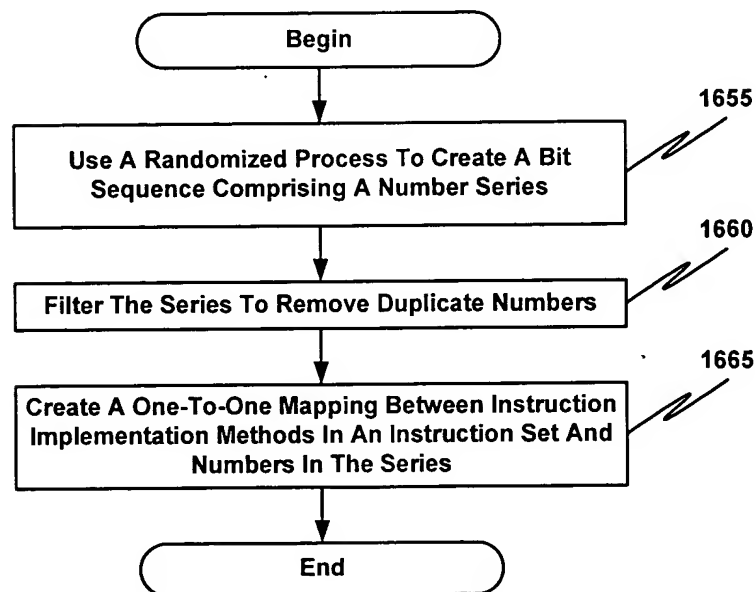 Begin
1655
Use A Randomized Process To Create A Bit
Sequence Comprising A Number Series
1660
Filter The Series To Remove Duplicate Numbers
1665
Create A One-To-One Mapping Between Instruction
Implementation Methods In An Instruction Set And
Numbers In The Series
End